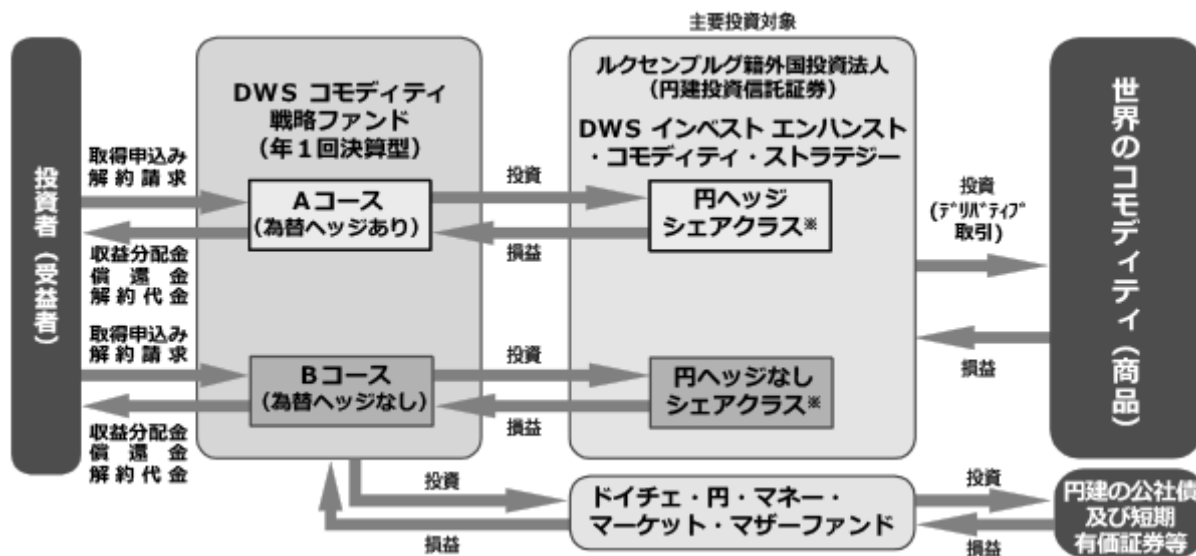 主要投資対象
投資者（受益者）
取得申込み
解約請求
収益分配金
償還金
解約代金
取得申込み
解約請求
収益分配金
償還金
解約代金
DWS コモディティ
戦略ファンド
（年１回決算型）
Aコース
（為替ヘッジあり）
Bコース
（為替ヘッジなし）
投資
損益
投資
損益
ルクセンブルグ籍外国投資法人
（円建投資信託証券）
DWS インベスト エンハンスト
・コモディティ・ストラテジー
円ヘッジ
シェアクラス※
円ヘッジなし
シェアクラス※
投資
(ﾃﾞﾘﾊﾞﾃｨﾌﾞ
取引)
損益
世界のコモディティ（商品）
投資
損益
ドイチェ・円・マネー・
マーケット・マザーファンド
投資
損益
円建の公社債
及び短期
有価証券等